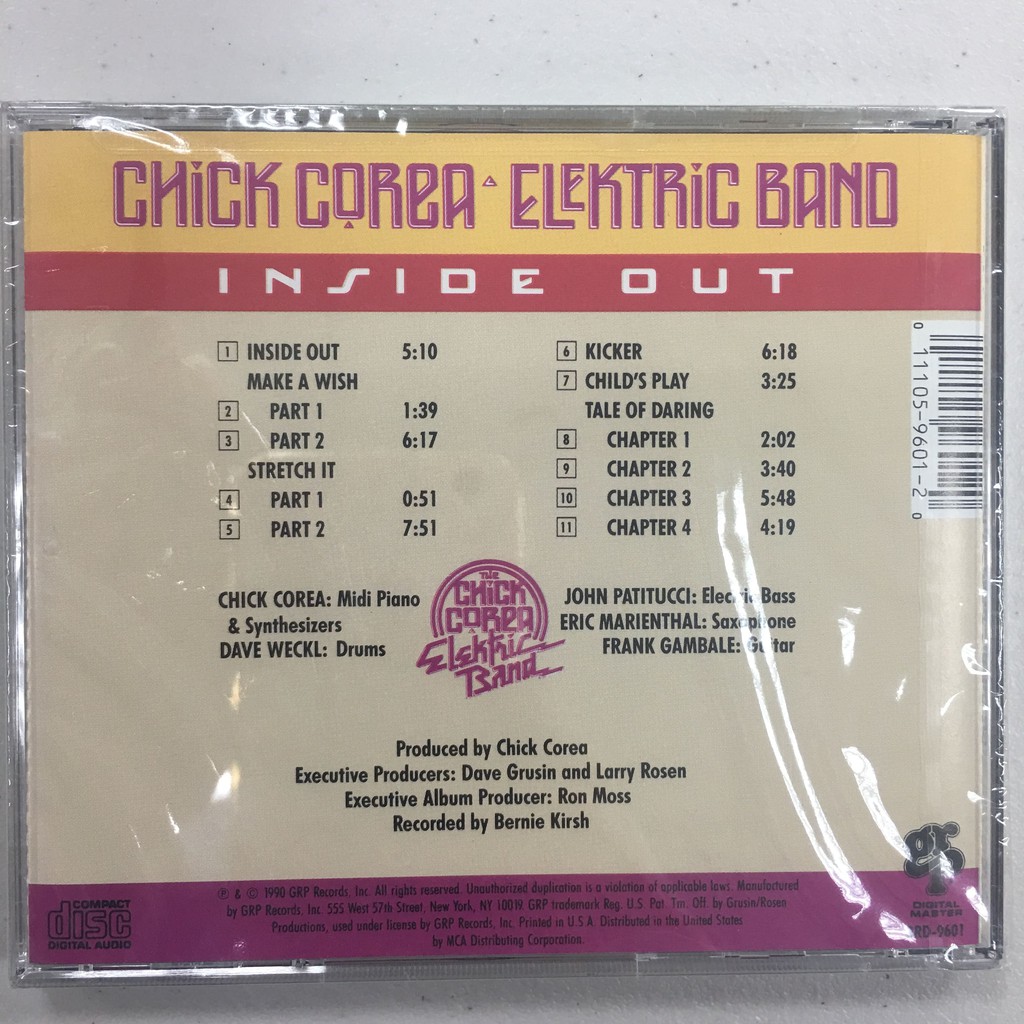 CHICK COREA ELEKTRIC BAND
INSIDE OUT
1 INSIDE OUT 5:10
MAKE A WISH
2 PART 1 1:39
3 PART 2 6:17
STRETCH IT
4 PART 1 0:51
5 PART 2 7:51
6 KICKER 6:18
7 CHILD'S PLAY 3:25
TALE OF DARING
8 CHAPTER 1 2:02
9 CHAPTER 2 3:40
10 CHAPTER 3 5:48
11 CHAPTER 4 4:19
0 11105-9601-2 0
CHICK COREA: Midi Piano
& Synthesizers
DAVE WECKL: Drums
THE
CHICK
COREA
Elektric
Band
JOHN PATITUCCI: Electric Bass
ERIC MARIENTHAL: Saxophone
FRANK GAMBALE: Guitar
Produced by Chick Corea
Executive Producers: Dave Grusin and Larry Rosen
Executive Album Producer: Ron Moss
Recorded by Bernie Kirsh
℗ & © 1990 GRP Records, Inc. All rights reserved. Unauthorized duplication is a violation of applicable laws. Manufactured
by GRP Records, Inc. 555 West 57th Street, New York, NY 10019. GRP trademark Reg. U.S. Pat. Tm. Off. by Grusin/Rosen
Productions, used under license by GRP Records, Inc. Printed in U.S.A. Distributed in the United States
by MCA Distributing Corporation.
COMPACT
disc
DIGITAL AUDIO
grp
DIGITAL
MASTER
GRD-9601